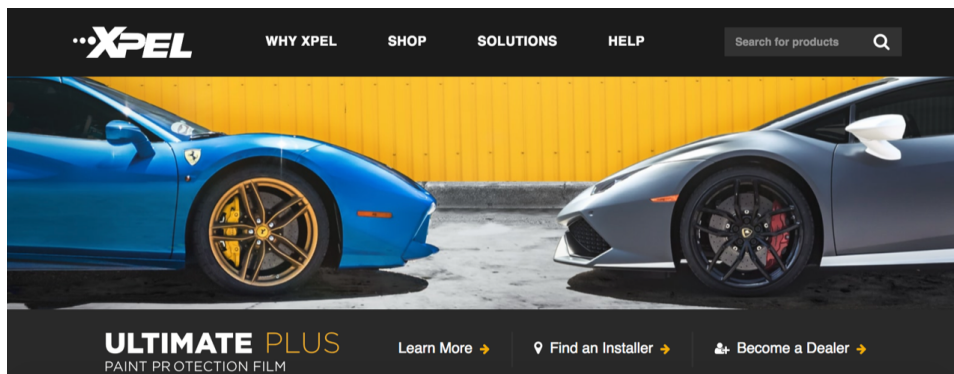 XPEL
WHY XPEL SHOP SOLUTIONS HELP
Search for products
ULTIMATE PLUS
PAINT PROTECTION FILM
Learn More Find an Installer Become a Dealer